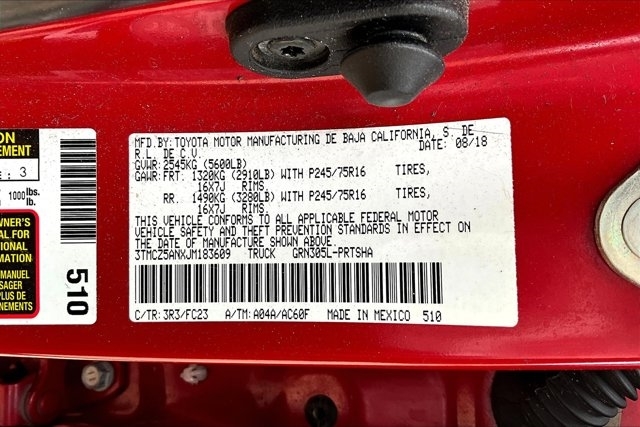 ON
EMENT
E : 3
1000 lbs.
lb.
WNER'S
AL FOR
TIONAL
MATION
MANUEL
SAGER
PLUS DE
NEMENTS
510
MFD.BY:TOYOTA MOTOR MANUFACTURING DE BAJA CALIFORNIA, S. DE
R.L. DE C.V. DATE: 08/18
GVWR: 2545KG (5600LB)
GAWR: FRT. 1320KG (2910LB) WITH P245/75R16 TIRES,
16X7J RIMS.
RR. 1490KG (3280LB) WITH P245/75R16 TIRES,
16X7J RIMS.
THIS VEHICLE CONFORMS TO ALL APPLICABLE FEDERAL MOTOR
VEHICLE SAFETY AND THEFT PREVENTION STANDARDS IN EFFECT
ON THE DATE OF MANUFACTURE SHOWN ABOVE.
3TMCZ5ANXJM183609 TRUCK GRN305L-PRTSHA
C/TR: 3R3/FC23 A/TM: A04A/AC60F MADE IN MEXICO 510